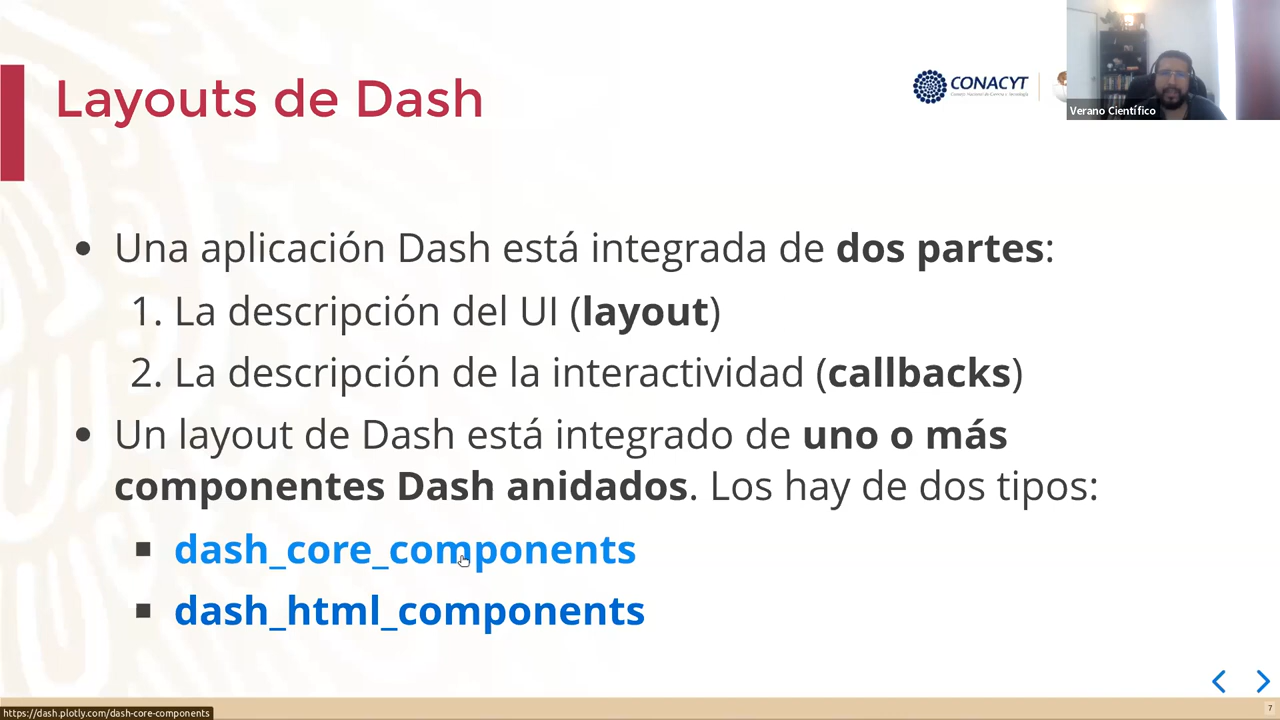 Layouts de Dash
CONACYT
Verano Científico
Una aplicación Dash está integrada de dos partes:
1. La descripción del UI (layout)
2. La descripción de la interactividad (callbacks)
Un layout de Dash está integrado de uno o más
componentes Dash anidados. Los hay de dos tipos:
dash_core_components
dash_html_components
7
https://dash.plotly.com/dash-core-components